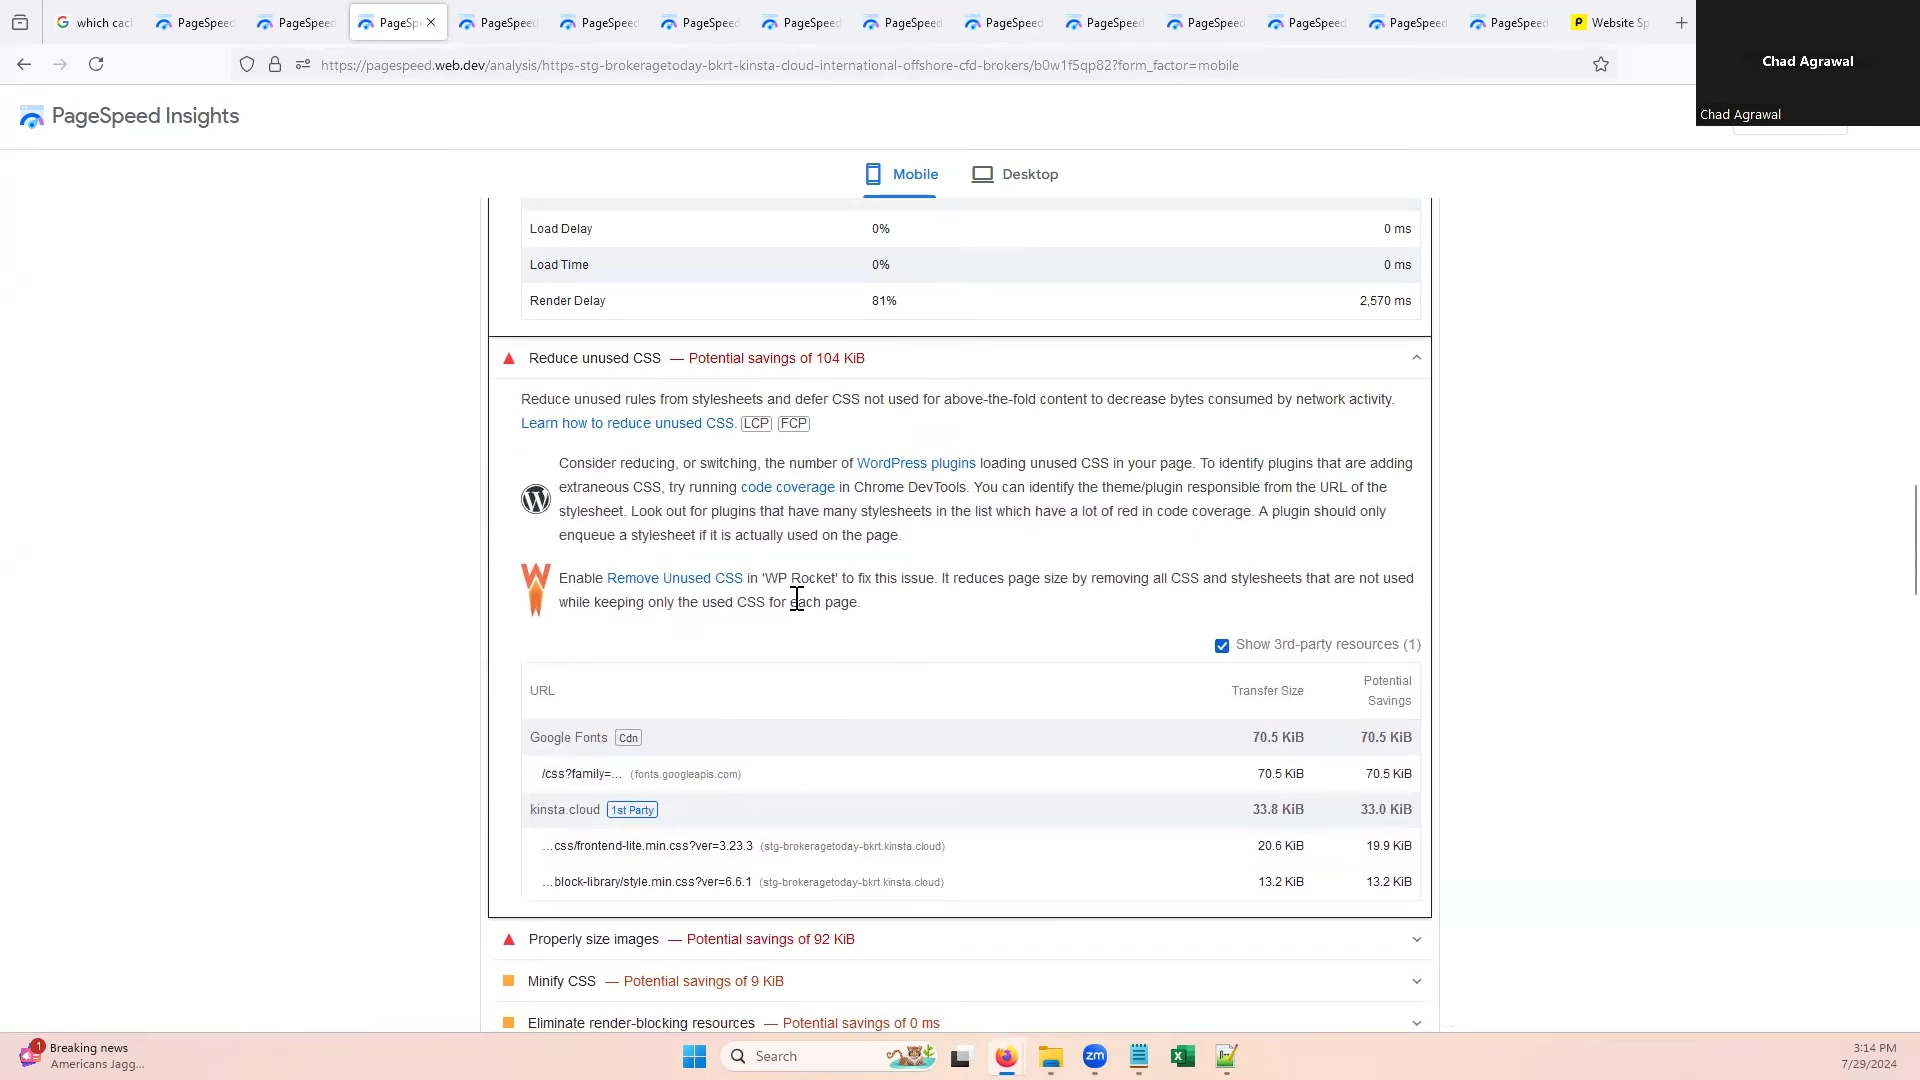 which cacl
PageSpeed
PageSpeed
PageSpe
PageSpeed
PageSpeed
PageSpeed
PageSpeed
PageSpeed
PageSpeed
PageSpeed
PageSpeed
PageSpeed
PageSpeed
PageSpeed
Website Sp
https://pagespeed.web.dev/analysis/https-stg-brokeragetoday-bkrt-kinsta-cloud-international-offshore-cfd-brokers/b0w1f5qp82?form_factor=mobile
Chad Agrawal
Chad Agrawal
PageSpeed Insights
Mobile
Desktop
Load Delay 0% 0 ms
Load Time 0% 0 ms
Render Delay 81% 2,570 ms
Reduce unused CSS — Potential savings of 104 KiB
Reduce unused rules from stylesheets and defer CSS not used for above-the-fold content to decrease bytes consumed by network activity.
Learn how to reduce unused CSS. LCP FCP
Consider reducing, or switching, the number of WordPress plugins loading unused CSS in your page. To identify plugins that are adding
extraneous CSS, try running code coverage in Chrome DevTools. You can identify the theme/plugin responsible from the URL of the
stylesheet. Look out for plugins that have many stylesheets in the list which have a lot of red in code coverage. A plugin should only
enqueue a stylesheet if it is actually used on the page.
Enable Remove Unused CSS in 'WP Rocket' to fix this issue. It reduces page size by removing all CSS and stylesheets that are not used
while keeping only the used CSS for each page.
Show 3rd-party resources (1)
URL Transfer Size Potential
Savings
Google Fonts Cdn 70.5 KiB 70.5 KiB
/css?family=... (fonts.googleapis.com) 70.5 KiB 70.5 KiB
kinsta.cloud 1st Party 33.8 KiB 33.0 KiB
...css/frontend-lite.min.css?ver=3.23.3 (stg-brokeragetoday-bkrt.kinsta.cloud) 20.6 KiB 19.9 KiB
...block-library/style.min.css?ver=6.6.1 (stg-brokeragetoday-bkrt.kinsta.cloud) 13.2 KiB 13.2 KiB
Properly size images — Potential savings of 92 KiB
Minify CSS — Potential savings of 9 KiB
Eliminate render-blocking resources — Potential savings of 0 ms
1
Breaking news
Americans Jagg...
Search
zm
3:14 PM
7/29/2024